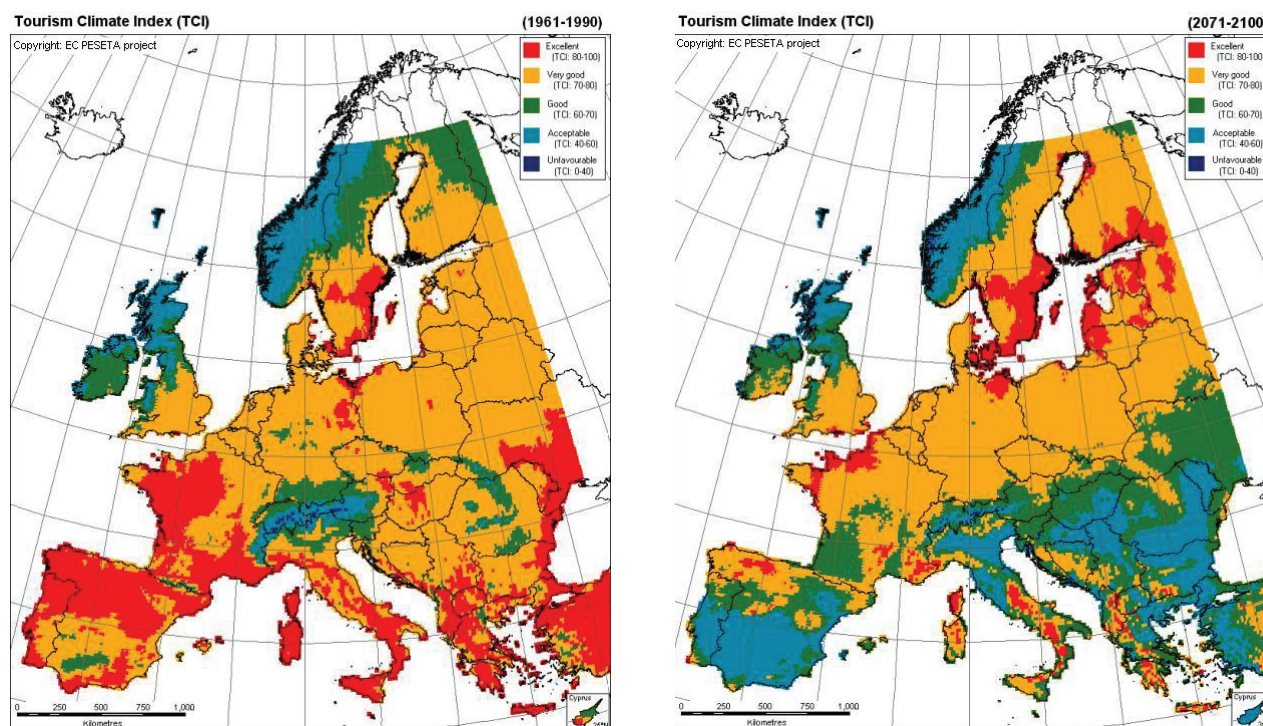 Tourism Climate Index (TCI) (1961-1990)
Copyright: EC PESETA project
Excellent
(TCI: 80-100)
Very good
(TCI: 70-80)
Good
(TCI: 60-70)
Acceptable
(TCI: 40-60)
Unfavourable
(TCI: 0-40)
Cyprus
0 250 500 750 1,000
Kilometres
Tourism Climate Index (TCI) (2071-2100)
Copyright: EC PESETA project
Excellent
(TCI: 80-100)
Very good
(TCI: 70-80)
Good
(TCI: 60-70)
Acceptable
(TCI: 40-60)
Unfavourable
(TCI: 0-40)
Cyprus
0 250 500 750 1,000
Kilometres